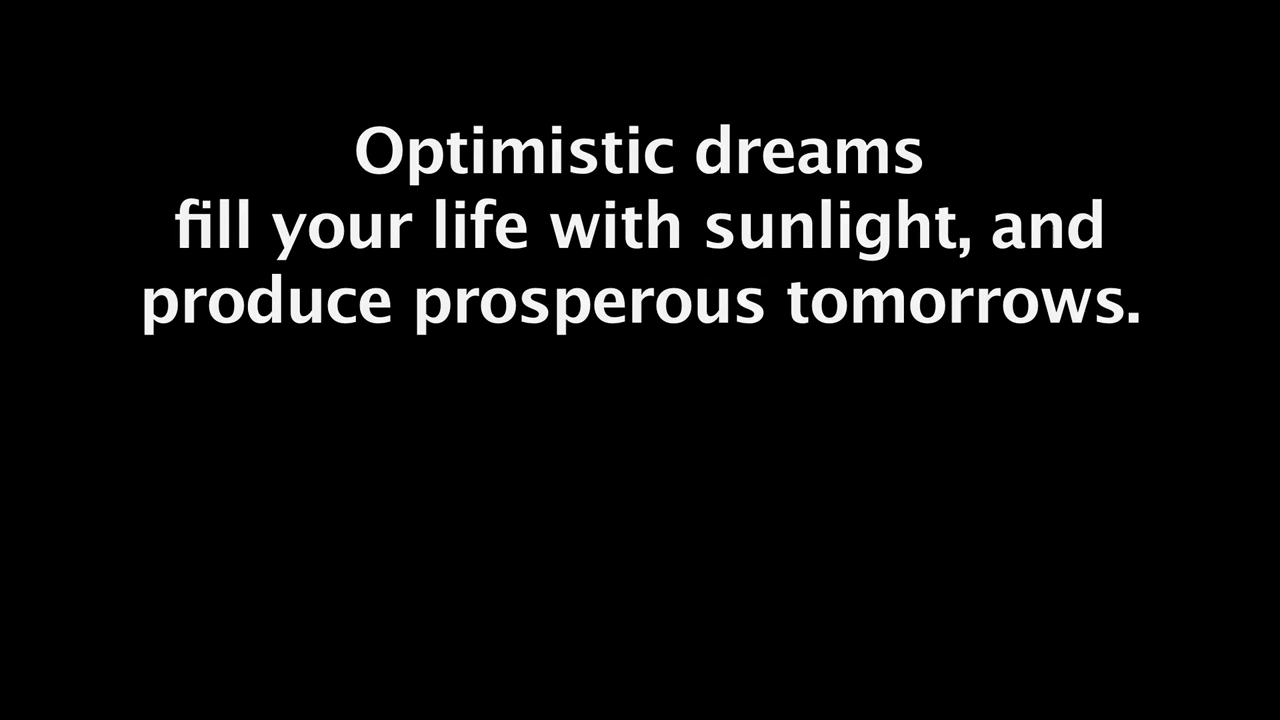 Optimistic dreams
fill your life with sunlight, and
produce prosperous tomorrows.